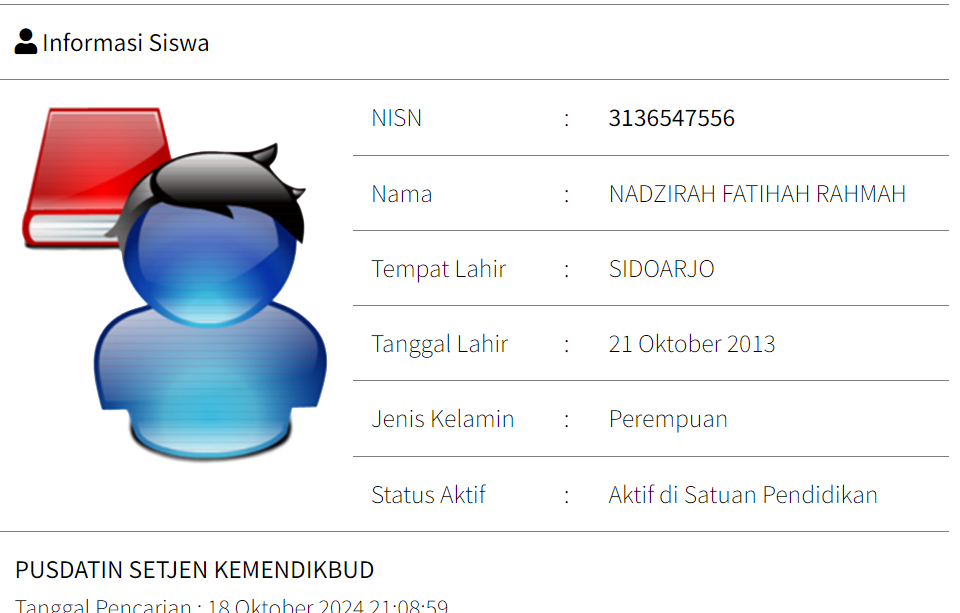 Informasi Siswa
NISN : 3136547556
Nama : NADZIRAH FATIHAH RAHMAH
Tempat Lahir : SIDOARJO
Tanggal Lahir : 21 Oktober 2013
Jenis Kelamin : Perempuan
Status Aktif : Aktif di Satuan Pendidikan
PUSDATIN SETJEN KEMENDIKBUD
Tanggal Pencarian : 18 Oktober 2024 21:08:59